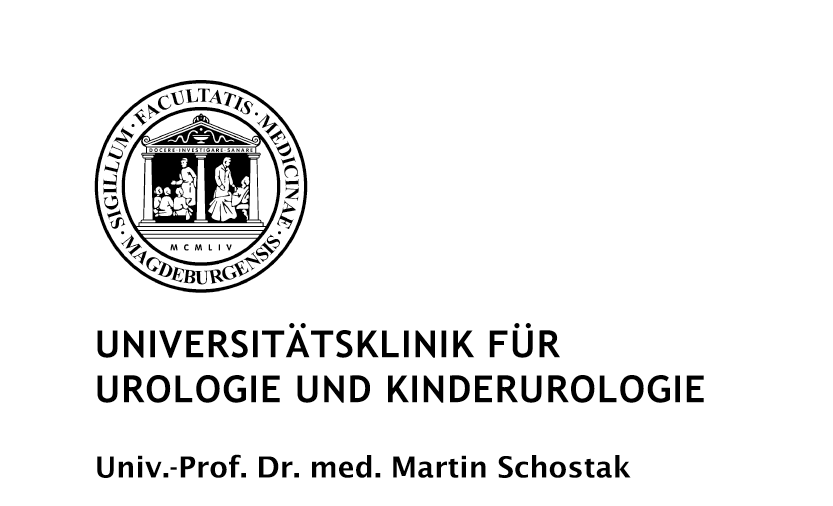 SIGILLUM · FACULTATIS · MEDICINAE · MAGDEBURGENSIS ·
DOCERE·INVESTIGARE·SANARE
MCMLIV
UNIVERSITÄTSKLINIK FÜR
UROLOGIE UND KINDERUROLOGIE
Univ.-Prof. Dr. med. Martin Schostak